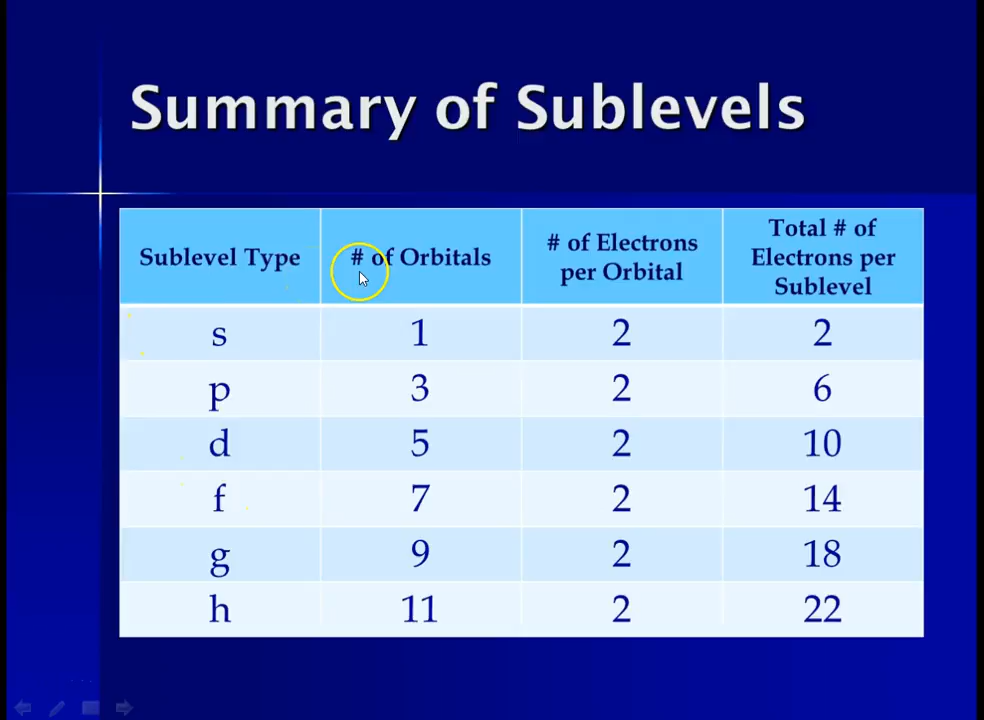 Summary of Sublevels
Sublevel Type # of Orbitals # of Electrons per Orbital Total # of Electrons per Sublevel
s 1 2 2
p 3 2 6
d 5 2 10
f 7 2 14
g 9 2 18
h 11 2 22